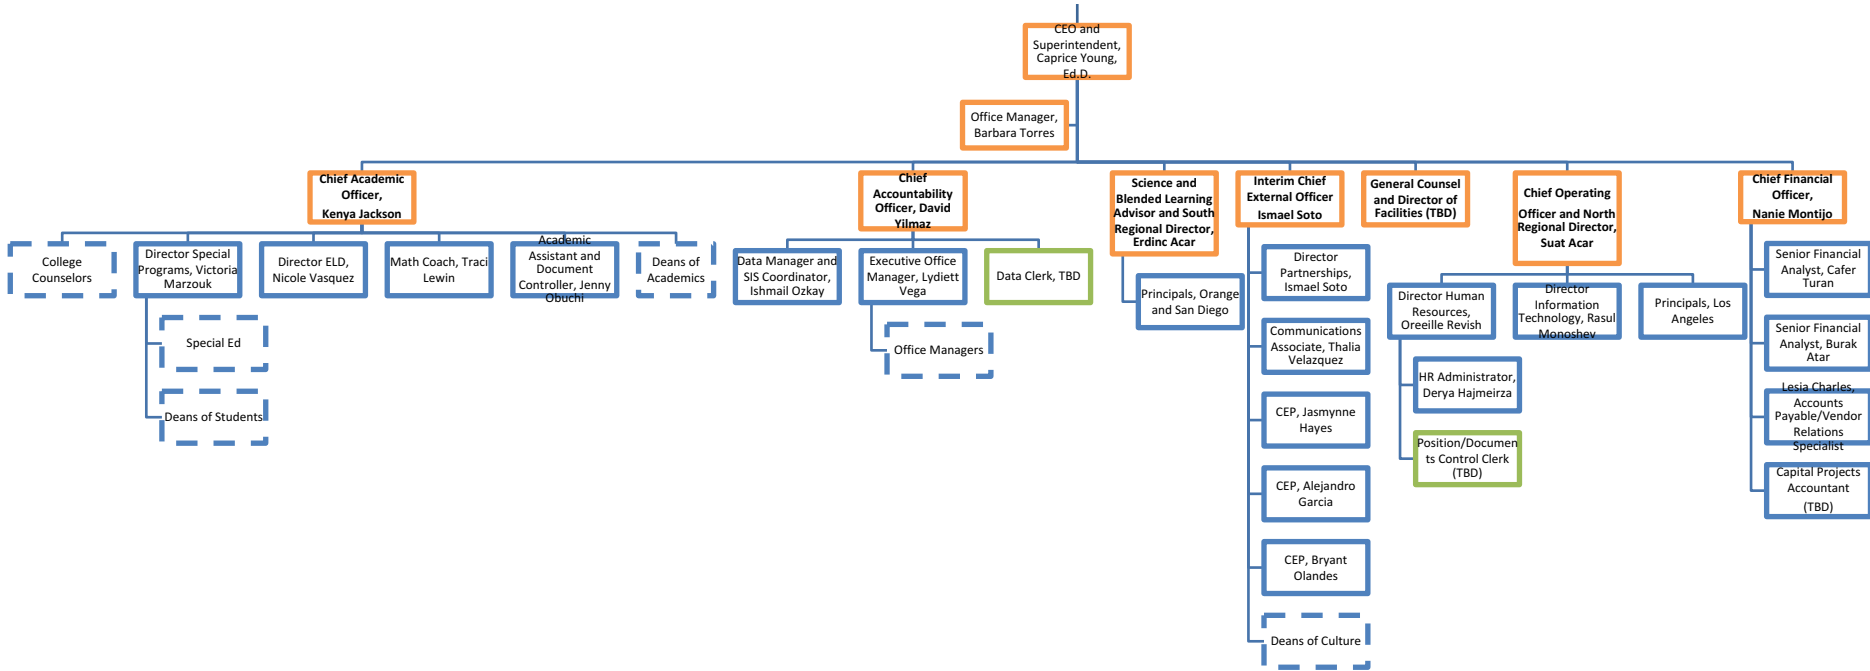 CEO and
Superintendent,
Caprice Young,
Ed.D.
Office Manager,
Barbara Torres
Chief Academic
Officer,
Kenya Jackson
Chief
Accountability
Officer, David
Yilmaz
Science and
Blended Learning
Advisor and South
Regional Director,
Erdinc Acar
Interim Chief
External Officer
Ismael Soto
General Counsel
and Director of
Facilities (TBD)
Chief Operating
Officer and North
Regional Director,
Suat Acar
Chief Financial
Officer,
Nanie Montijo
College
Counselors
Director Special
Programs, Victoria
Marzouk
Director ELD,
Nicole Vasquez
Math Coach, Traci
Lewin
Academic
Assistant and
Document
Controller, Jenny
Obuchi
Deans of
Academics
Special Ed
Deans of Students
Data Manager and
SIS Coordinator,
Ishmail Ozkay
Executive Office
Manager, Lydiett
Vega
Data Clerk, TBD
Office Managers
Principals, Orange
and San Diego
Director
Partnerships,
Ismael Soto
Communications
Associate, Thalia
Velazquez
CEP, Jasmynne
Hayes
CEP, Alejandro
Garcia
CEP, Bryant
Olandes
Deans of Culture
Director Human
Resources,
Oreeille Revish
Director
Information
Technology, Rasul
Monoshev
Principals, Los
Angeles
HR Administrator,
Derya Hajmeirza
Position/Documen
ts Control Clerk
(TBD)
Senior Financial
Analyst, Cafer
Turan
Senior Financial
Analyst, Burak
Atar
Lesia Charles,
Accounts
Payable/Vendor
Relations
Specialist
Capital Projects
Accountant
(TBD)